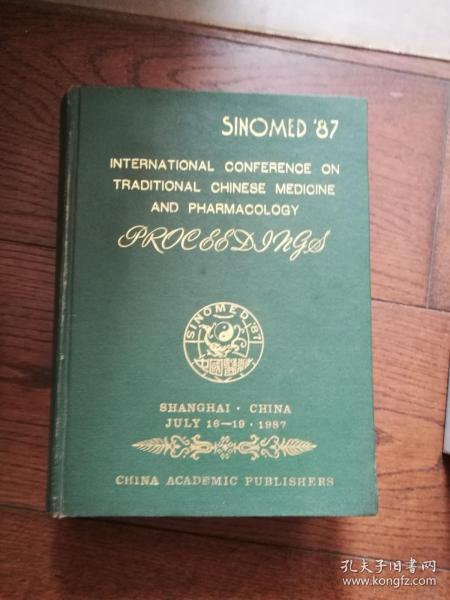 SINOMED '87
INTERNATIONAL CONFERENCE ON
TRADITIONAL CHINESE MEDICINE
AND PHARMACOLOGY
PROCEEDINGS
SINOMED '87
SHANGHAI · CHINA
JULY 16—19 · 1987
CHINA ACADEMIC PUBLISHERS
孔夫子旧书网
www.kongfz.com